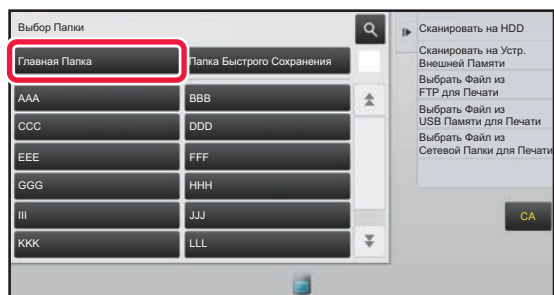 Выбор Папки
Главная Папка
Папка Быстрого Сохранения
AAA
BBB
CCC
DDD
EEE
FFF
GGG
HHH
III
JJJ
KKK
LLL
Сканировать на HDD
Сканировать на Устр.
Внешней Памяти
Выбрать Файл из
FTP для Печати
Выбрать Файл из
USB Памяти для Печати
Выбрать Файл из
Сетевой Папки для Печати
CA